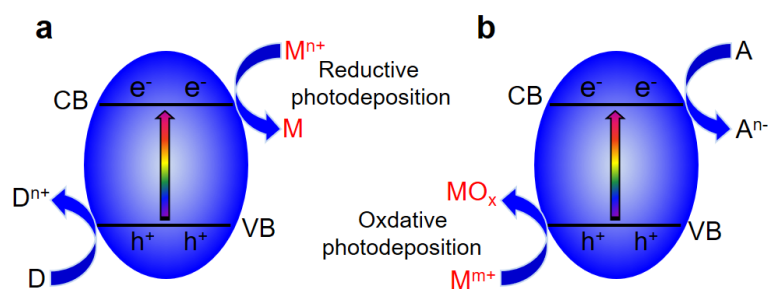 a
e⁻ e⁻
CB
Mⁿ⁺
Reductive
photodeposition
M
Dⁿ⁺
h⁺ h⁺
VB
D
b
e⁻ e⁻
CB
A
Aⁿ⁻
MOₓ
Oxdative
photodeposition
Mᵐ⁺
h⁺ h⁺
VB